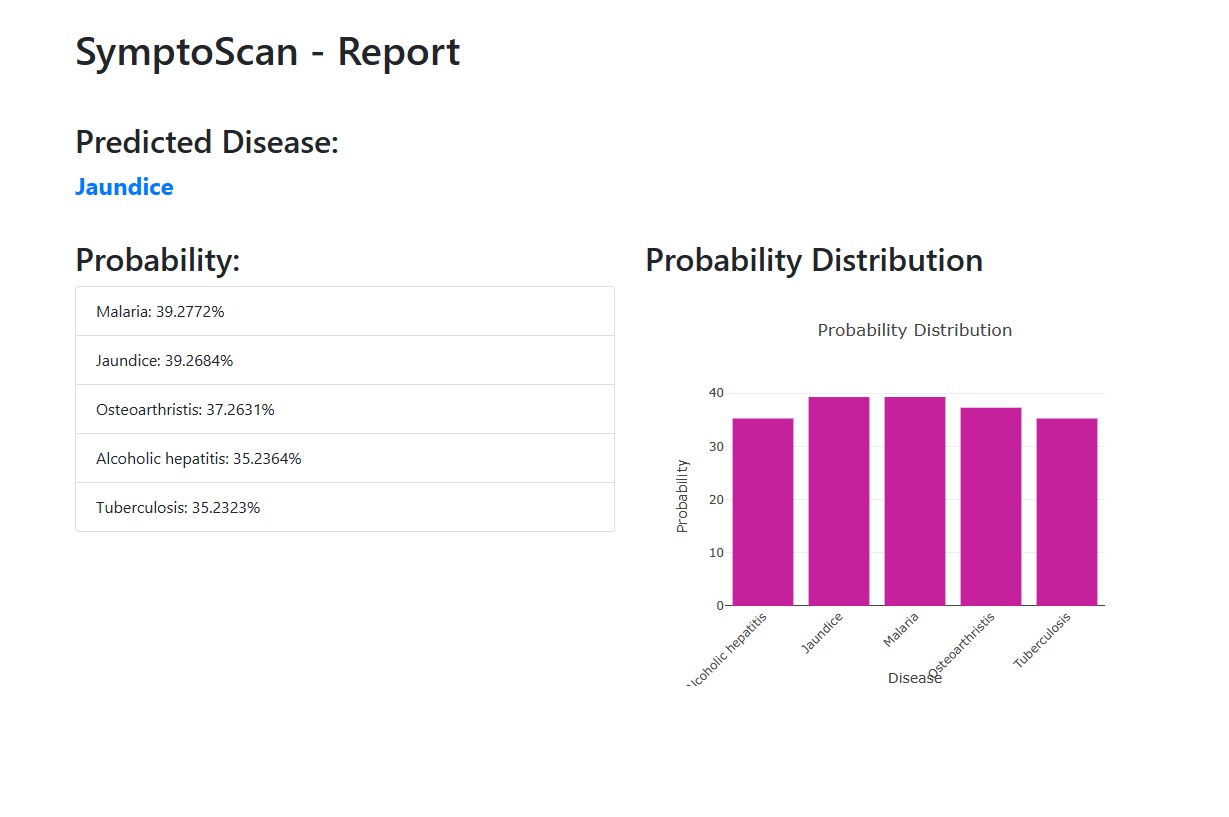 SymptoScan - Report
Predicted Disease:
Jaundice
Probability:
Malaria: 39.2772%
Jaundice: 39.2684%
Osteoarthristis: 37.2631%
Alcoholic hepatitis: 35.2364%
Tuberculosis: 35.2323%
Probability Distribution
Probability Distribution
Probability
40
30
20
10
0
lcoholic hepatitis
Jaundice
Malaria
Osteoarthristis
Tuberculosis
Disease